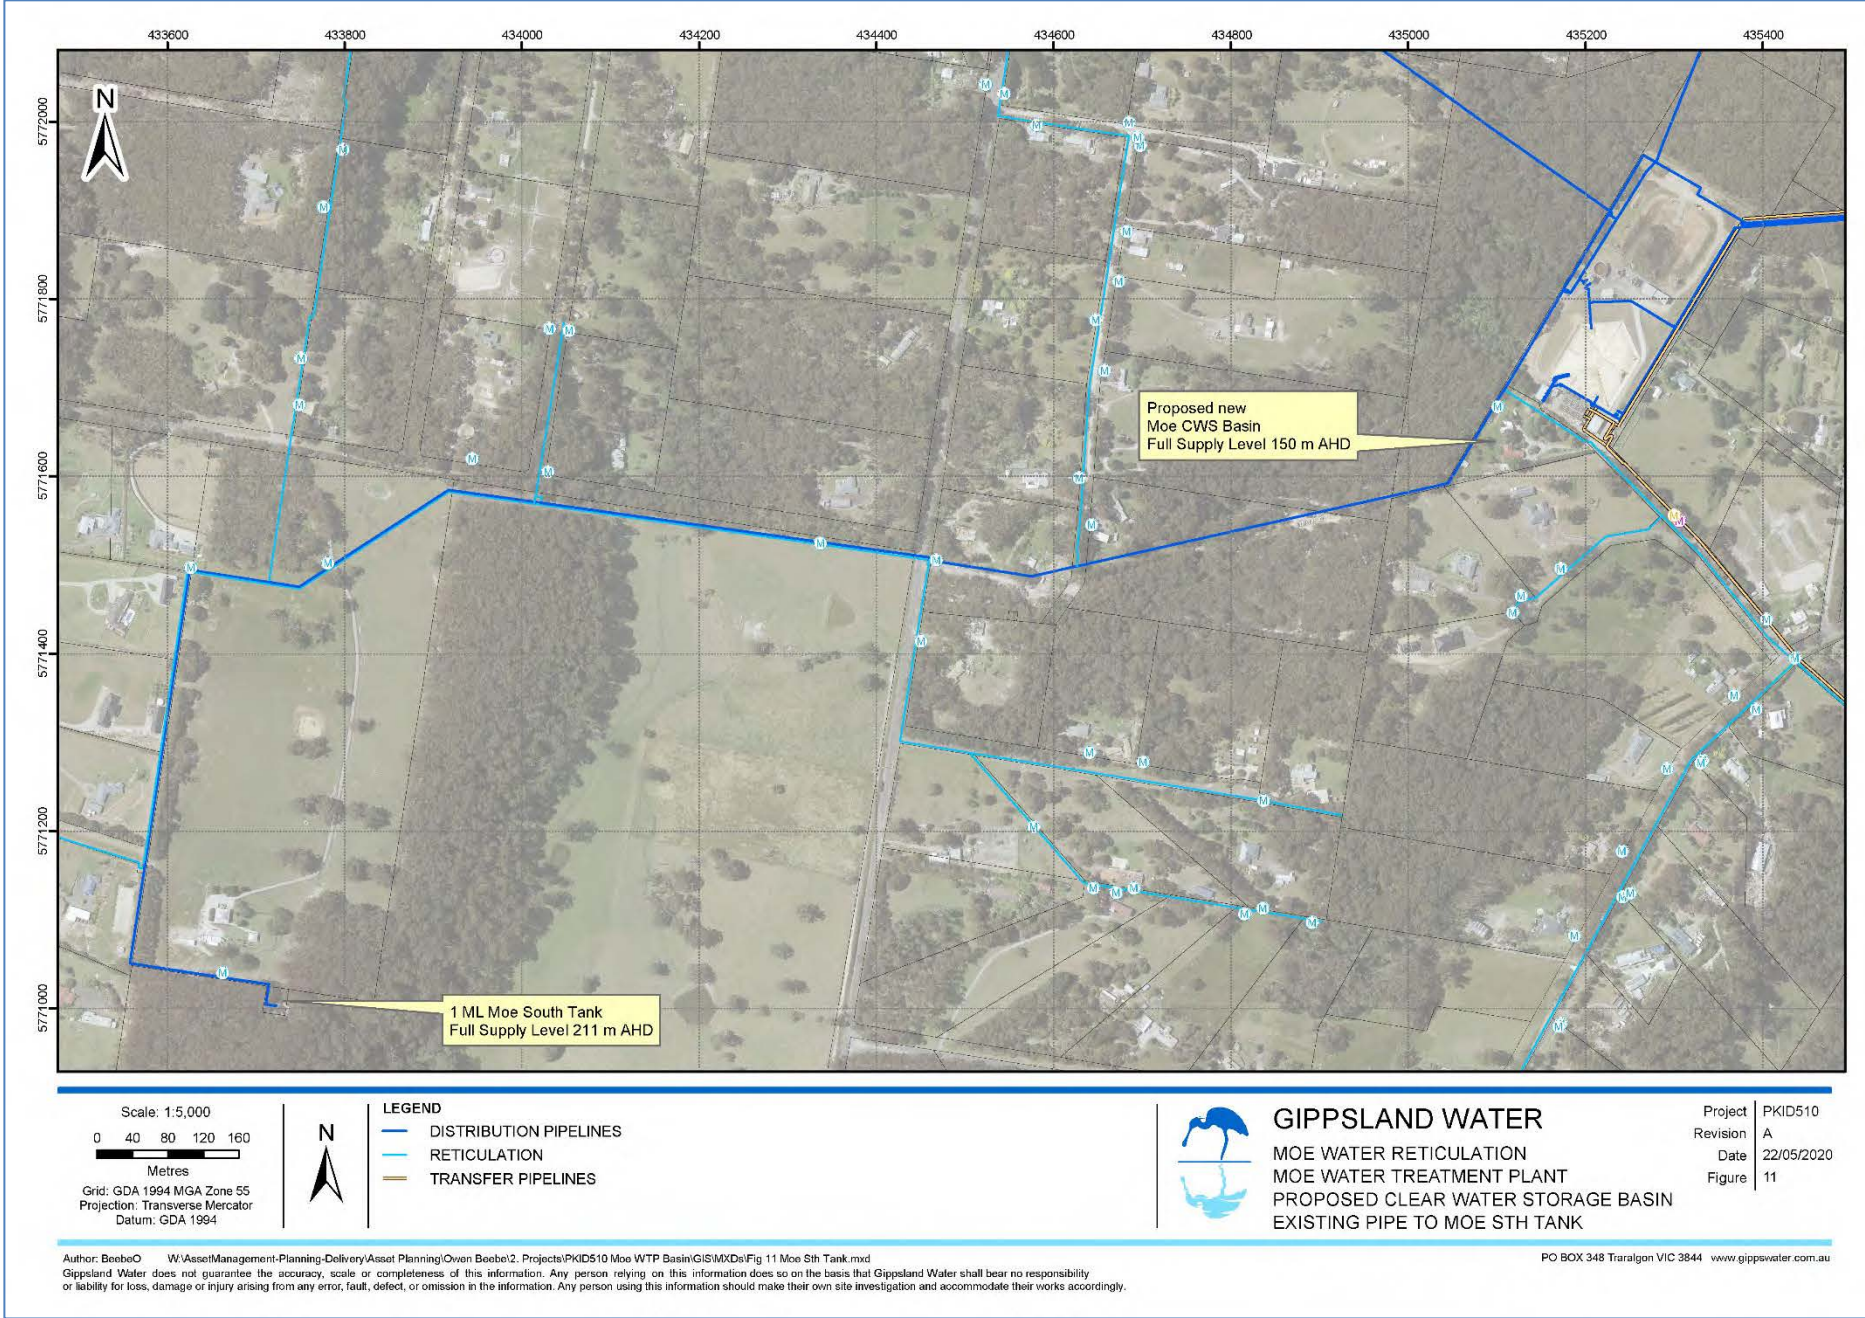 433600 433800 434000 434200 434400 434600 434800 435000 435200 435400
5772000
5771800
5771600
5771400
5771200
5771000
N
Proposed new
Moe CWS Basin
Full Supply Level 150 m AHD
1 ML Moe South Tank
Full Supply Level 211 m AHD
M M M M M M M M M M M M M M M M M M M M M M M M M M M M M M M M M M M M M M M M M M M M M M M M M M M M M M M M M M
Scale: 1:5,000
0 40 80 120 160
Metres
Grid: GDA 1994 MGA Zone 55
Projection: Transverse Mercator
Datum: GDA 1994
N
LEGEND
DISTRIBUTION PIPELINES
RETICULATION
TRANSFER PIPELINES
GIPPSLAND WATER
MOE WATER RETICULATION
MOE WATER TREATMENT PLANT
PROPOSED CLEAR WATER STORAGE BASIN
EXISTING PIPE TO MOE STH TANK
Project PKID510
Revision A
Date 22/05/2020
Figure 11
Author: BeebeO W:\AssetManagement-Planning-Delivery\Asset Planning\Owen Beebe\2. Projects\PKID510 Moe WTP Basin\GIS\MXDs\Fig 11 Moe Sth Tank.mxd
PO BOX 348 Traralgon VIC 3844 www.gippswater.com.au
Gippsland Water does not guarantee the accuracy, scale or completeness of this information. Any person relying on this information does so on the basis that Gippsland Water shall bear no responsibility
or liability for loss, damage or injury arising from any error, fault, defect, or omission in the information. Any person using this information should make their own site investigation and accommodate their works accordingly.